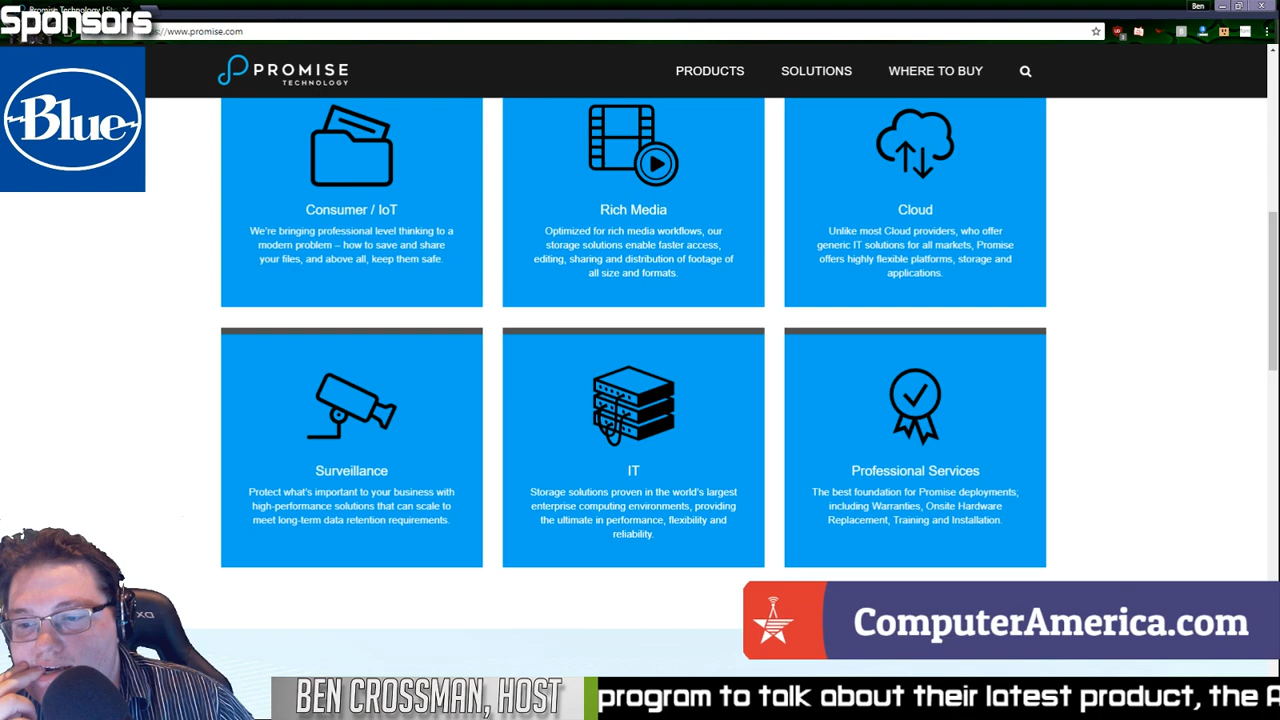 Sponsors
Promise Technology | St
Ben
www.promise.com
Blue
PROMISE
TECHNOLOGY
PRODUCTS
SOLUTIONS
WHERE TO BUY
Consumer / IoT
We're bringing professional level thinking to a
modern problem – how to save and share
your files, and above all, keep them safe.
Rich Media
Optimized for rich media workflows, our
storage solutions enable faster access,
editing, sharing and distribution of footage of
all size and formats.
Cloud
Unlike most Cloud providers, who offer
generic IT solutions for all markets, Promise
offers highly flexible platforms, storage and
applications.
Surveillance
Protect what's important to your business with
high-performance solutions that can scale to
meet long-term data retention requirements.
IT
Storage solutions proven in the world's largest
enterprise computing environments, providing
the ultimate in performance, flexibility and
reliability.
Professional Services
The best foundation for Promise deployments;
including Warranties, Onsite Hardware
Replacement, Training and Installation.
ComputerAmerica.com
BEN CROSSMAN, HOST
program to talk about their latest product, the A